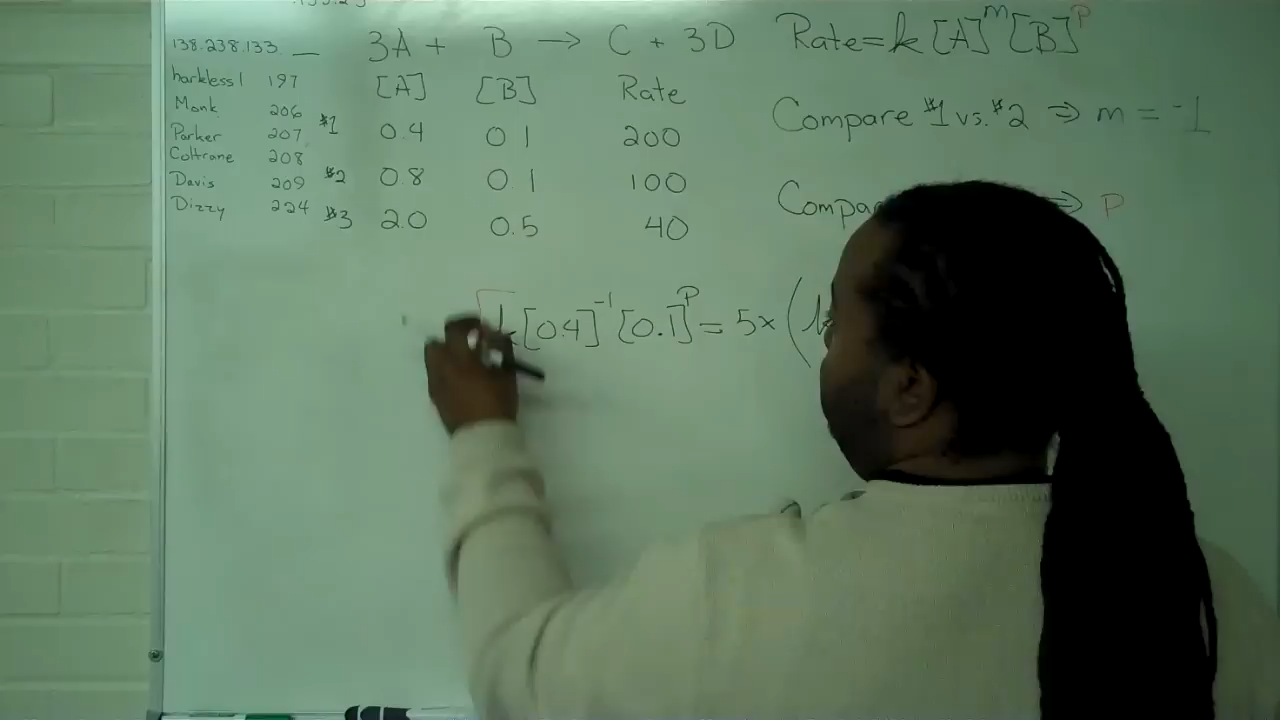 138.238.133. __ 3A + B → C + 3D Rate=k[A]^m[B]^p
harkless1 197 [A] [B] Rate
Monk 206
#1 0.4 0.1 200
Parker 207
Coltrane 208
Davis 209 #2 0.8 0.1 100
Dizzy 224 #3 2.0 0.5 40
Compare #1 vs. #2 ⇒ m = -1
⇒ P
k[0.4]^-1[0.1]^P = 5x (k